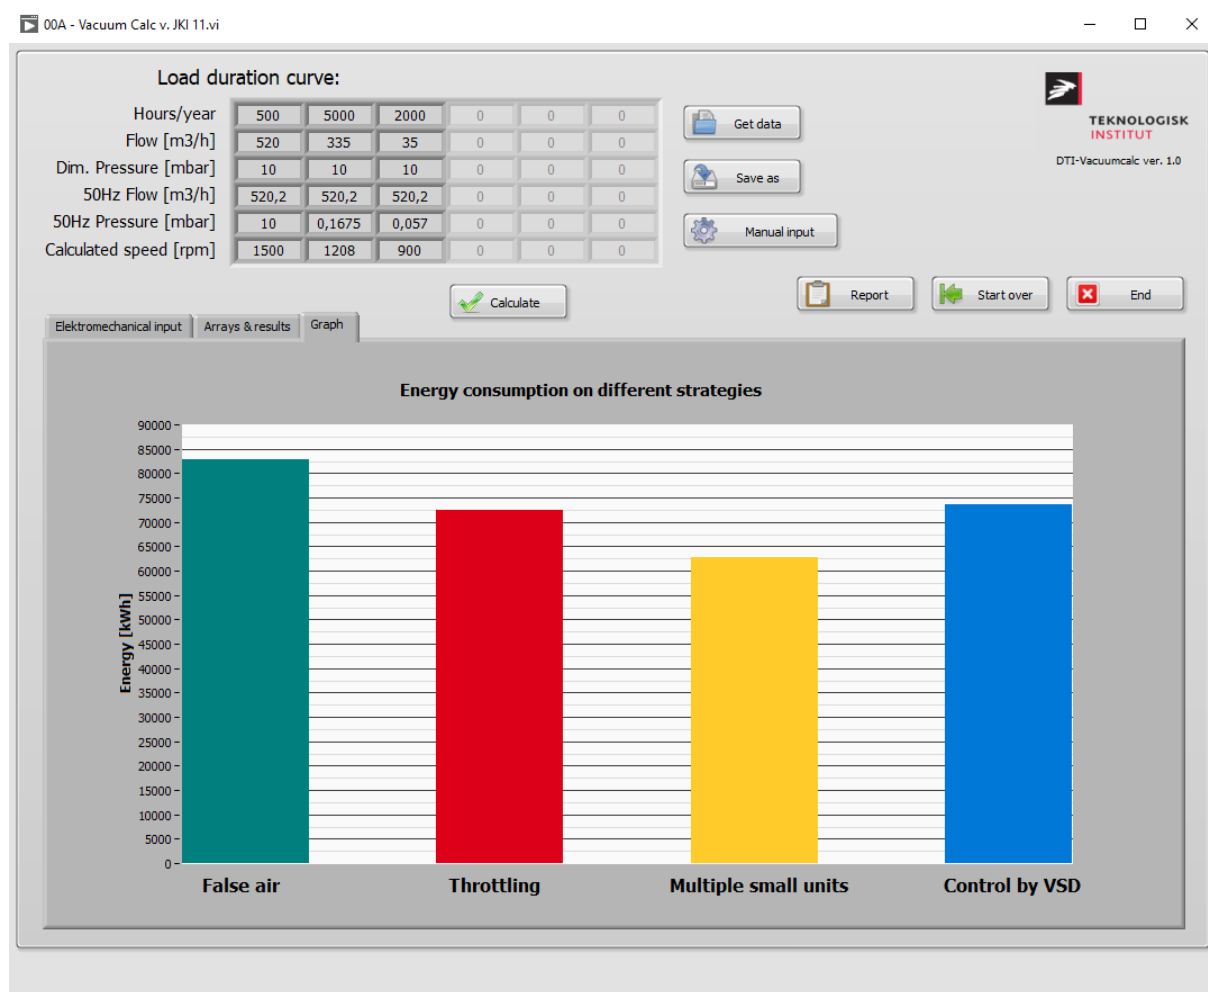 00A - Vacuum Calc v. JKI 11.vi
Load duration curve:
Hours/year 500 5000 2000 0 0 0
Flow [m3/h] 520 335 35 0 0 0
Dim. Pressure [mbar] 10 10 10 0 0 0
50Hz Flow [m3/h] 520,2 520,2 520,2 0 0 0
50Hz Pressure [mbar] 10 0,1675 0,057 0 0 0
Calculated speed [rpm] 1500 1208 900 0 0 0
Get data
Save as
Manual input
TEKNOLOGISK
INSTITUT
DTI-Vacuumcalc ver. 1.0
Calculate
Report
Start over
End
Elektromechanical input
Arrays & results
Graph
Energy consumption on different strategies
Energy [kWh]
90000
85000
80000
75000
70000
65000
60000
55000
50000
45000
40000
35000
30000
25000
20000
15000
10000
5000
0
False air
Throttling
Multiple small units
Control by VSD